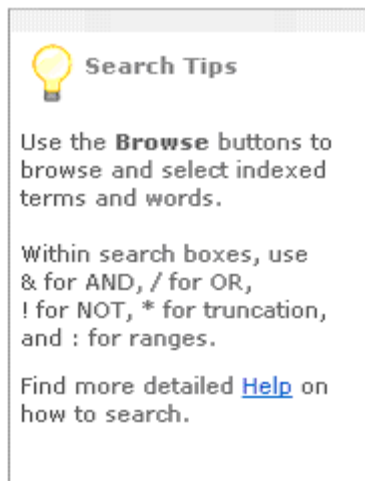 Search Tips
Use the Browse buttons to
browse and select indexed
terms and words.
Within search boxes, use
& for AND, / for OR,
! for NOT, * for truncation,
and : for ranges.
Find more detailed Help on
how to search.